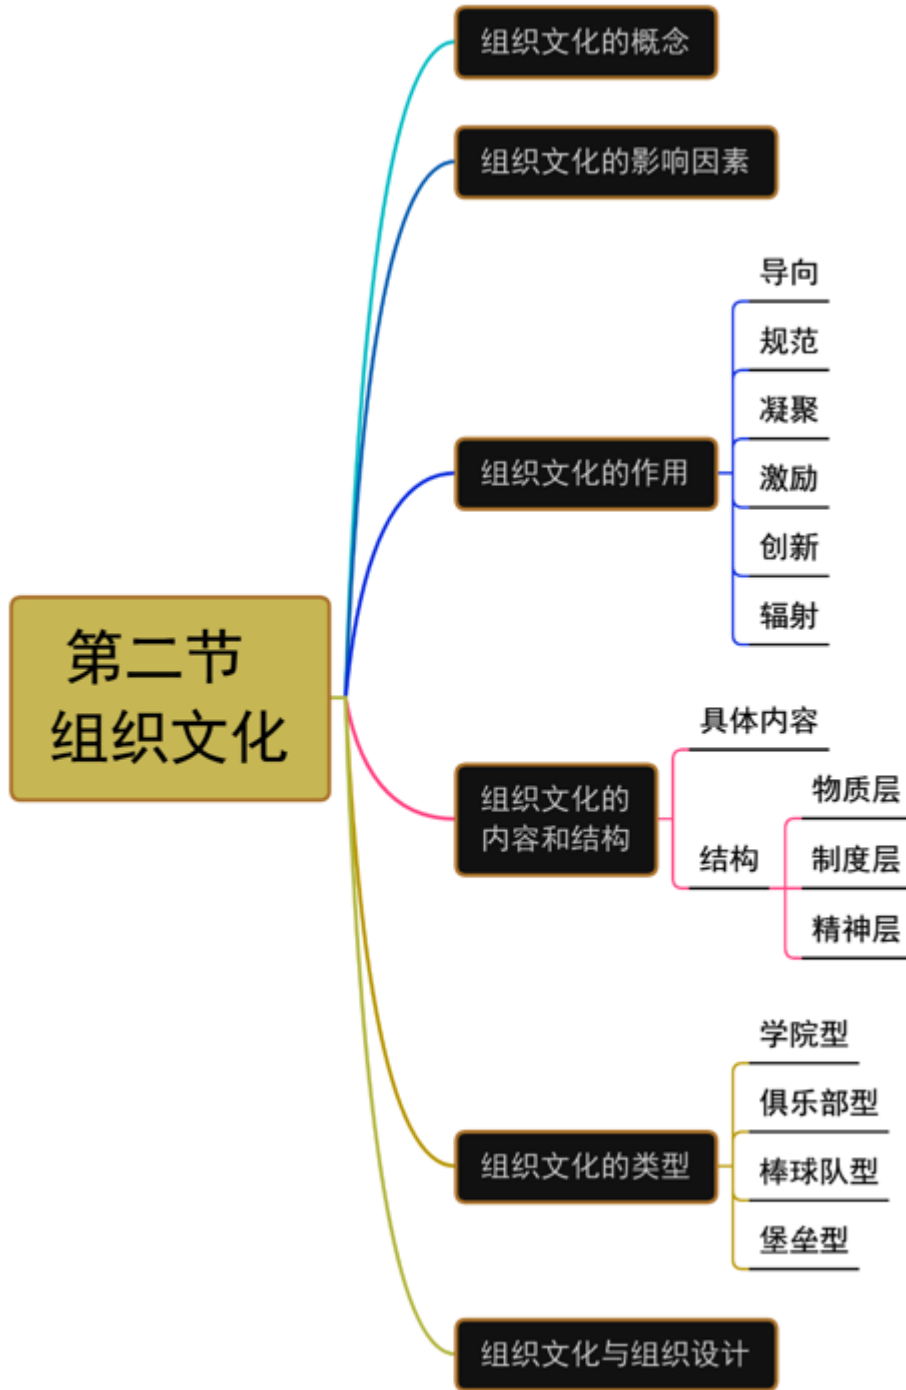 第二节
组织文化
组织文化的概念
组织文化的影响因素
组织文化的作用
导向
规范
凝聚
激励
创新
辐射
组织文化的
内容和结构
具体内容
结构
物质层
制度层
精神层
组织文化的类型
学院型
俱乐部型
棒球队型
堡垒型
组织文化与组织设计